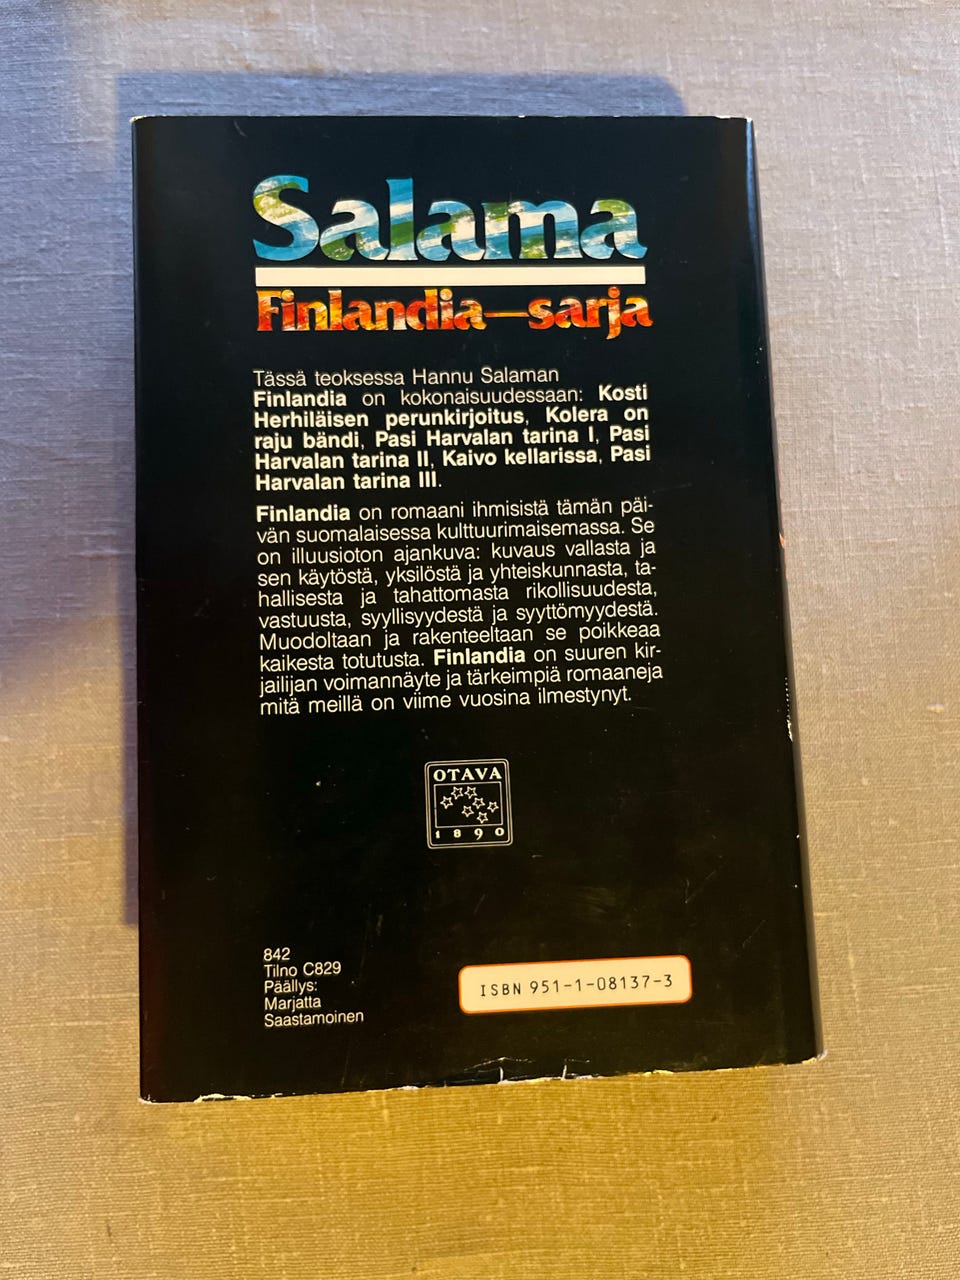 Salama
Finlandia—sarja
Tässä teoksessa Hannu Salaman
Finlandia on kokonaisuudessaan: Kosti
Herhiläisen perunkirjoitus, Kolera on
raju bändi, Pasi Harvalan tarina I, Pasi
Harvalan tarina II, Kaivo kellarissa, Pasi
Harvalan tarina III.
Finlandia on romaani ihmisistä tämän päi-
vän suomalaisessa kulttuurimaisemassa. Se
on illuusioton ajankuva: kuvaus vallasta ja
sen käytöstä, yksilöstä ja yhteiskunnasta, ta-
hallisesta ja tahattomasta rikollisuudesta,
vastuusta, syyllisyydestä ja syyttömyydestä.
Muodoltaan ja rakenteeltaan se poikkeaa
kaikesta totutusta. Finlandia on suuren kir-
jailijan voimannäyte ja tärkeimpiä romaaneja
mitä meillä on viime vuosina ilmestynyt.
OTAVA
1890
842
Tilno C829
Päällys:
Marjatta
Saastamoinen
ISBN 951-1-08137-3